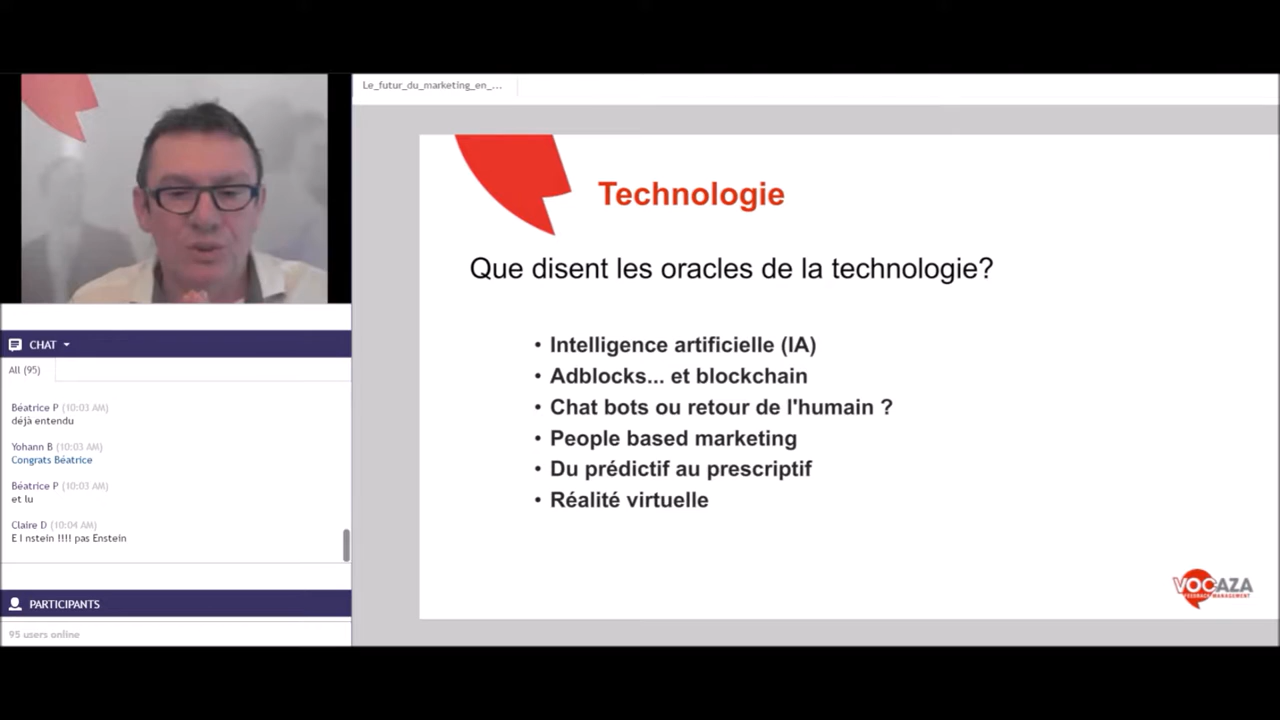 Le_futur_du_marketing_en_...
Technologie
Que disent les oracles de la technologie?
• Intelligence artificielle (IA)
• Adblocks... et blockchain
• Chat bots ou retour de l'humain ?
• People based marketing
• Du prédictif au prescriptif
• Réalité virtuelle
VOCAZA
FEEDBACK MANAGEMENT
CHAT
All (95)
Béatrice P (10:03 AM)
déjà entendu
Yohann B (10:03 AM)
Congrats Béatrice
Béatrice P (10:03 AM)
et lu
Claire D (10:04 AM)
E I nstein !!!! pas Enstein
PARTICIPANTS
95 users online